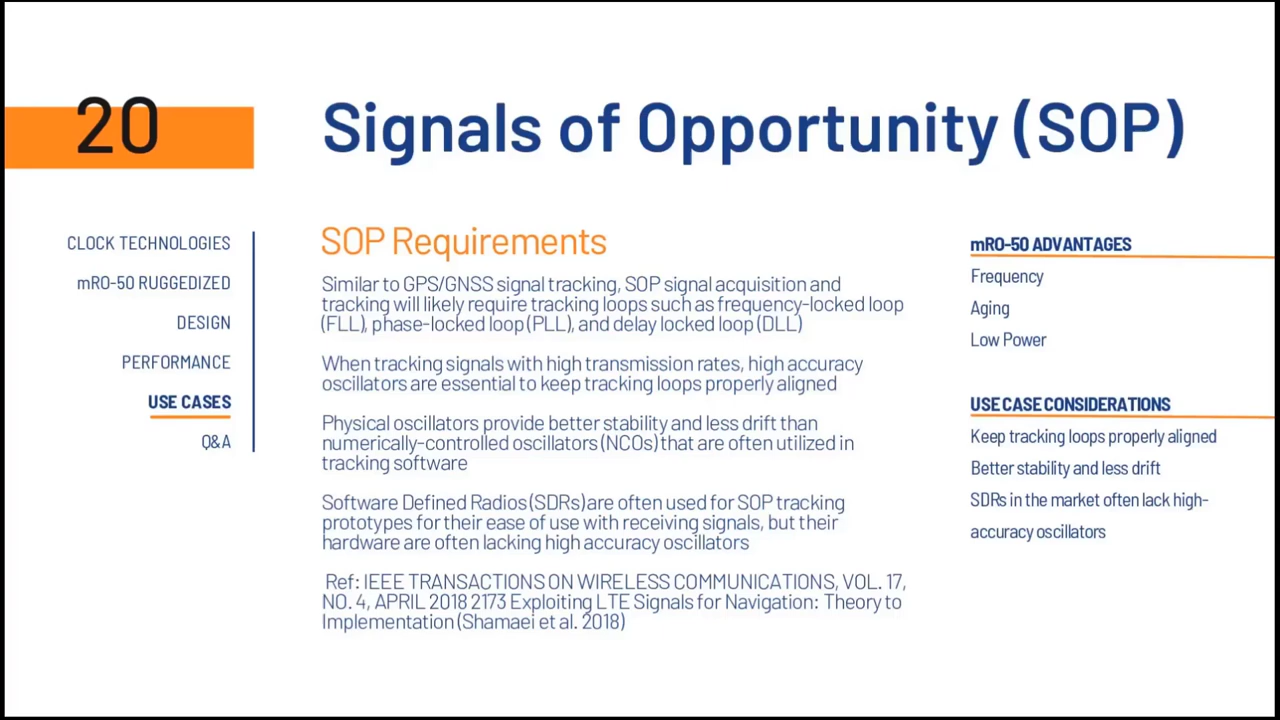 20
Signals of Opportunity (SOP)
CLOCK TECHNOLOGIES
mRO-50 RUGGEDIZED
DESIGN
PERFORMANCE
USE CASES
Q&A
SOP Requirements
Similar to GPS/GNSS signal tracking, SOP signal acquisition and
tracking will likely require tracking loops such as frequency-locked loop
(FLL), phase-locked loop (PLL), and delay locked loop (DLL)
When tracking signals with high transmission rates, high accuracy
oscillators are essential to keep tracking loops properly aligned
Physical oscillators provide better stability and less drift than
numerically-controlled oscillators (NCOs) that are often utilized in
tracking software
Software Defined Radios (SDRs) are often used for SOP tracking
prototypes for their ease of use with receiving signals, but their
hardware are often lacking high accuracy oscillators
Ref: IEEE TRANSACTIONS ON WIRELESS COMMUNICATIONS, VOL. 17,
NO. 4, APRIL 2018 2173 Exploiting LTE Signals for Navigation: Theory to
Implementation (Shamaei et al. 2018)
mRO-50 ADVANTAGES
Frequency
Aging
Low Power
USE CASE CONSIDERATIONS
Keep tracking loops properly aligned
Better stability and less drift
SDRs in the market often lack high-
accuracy oscillators